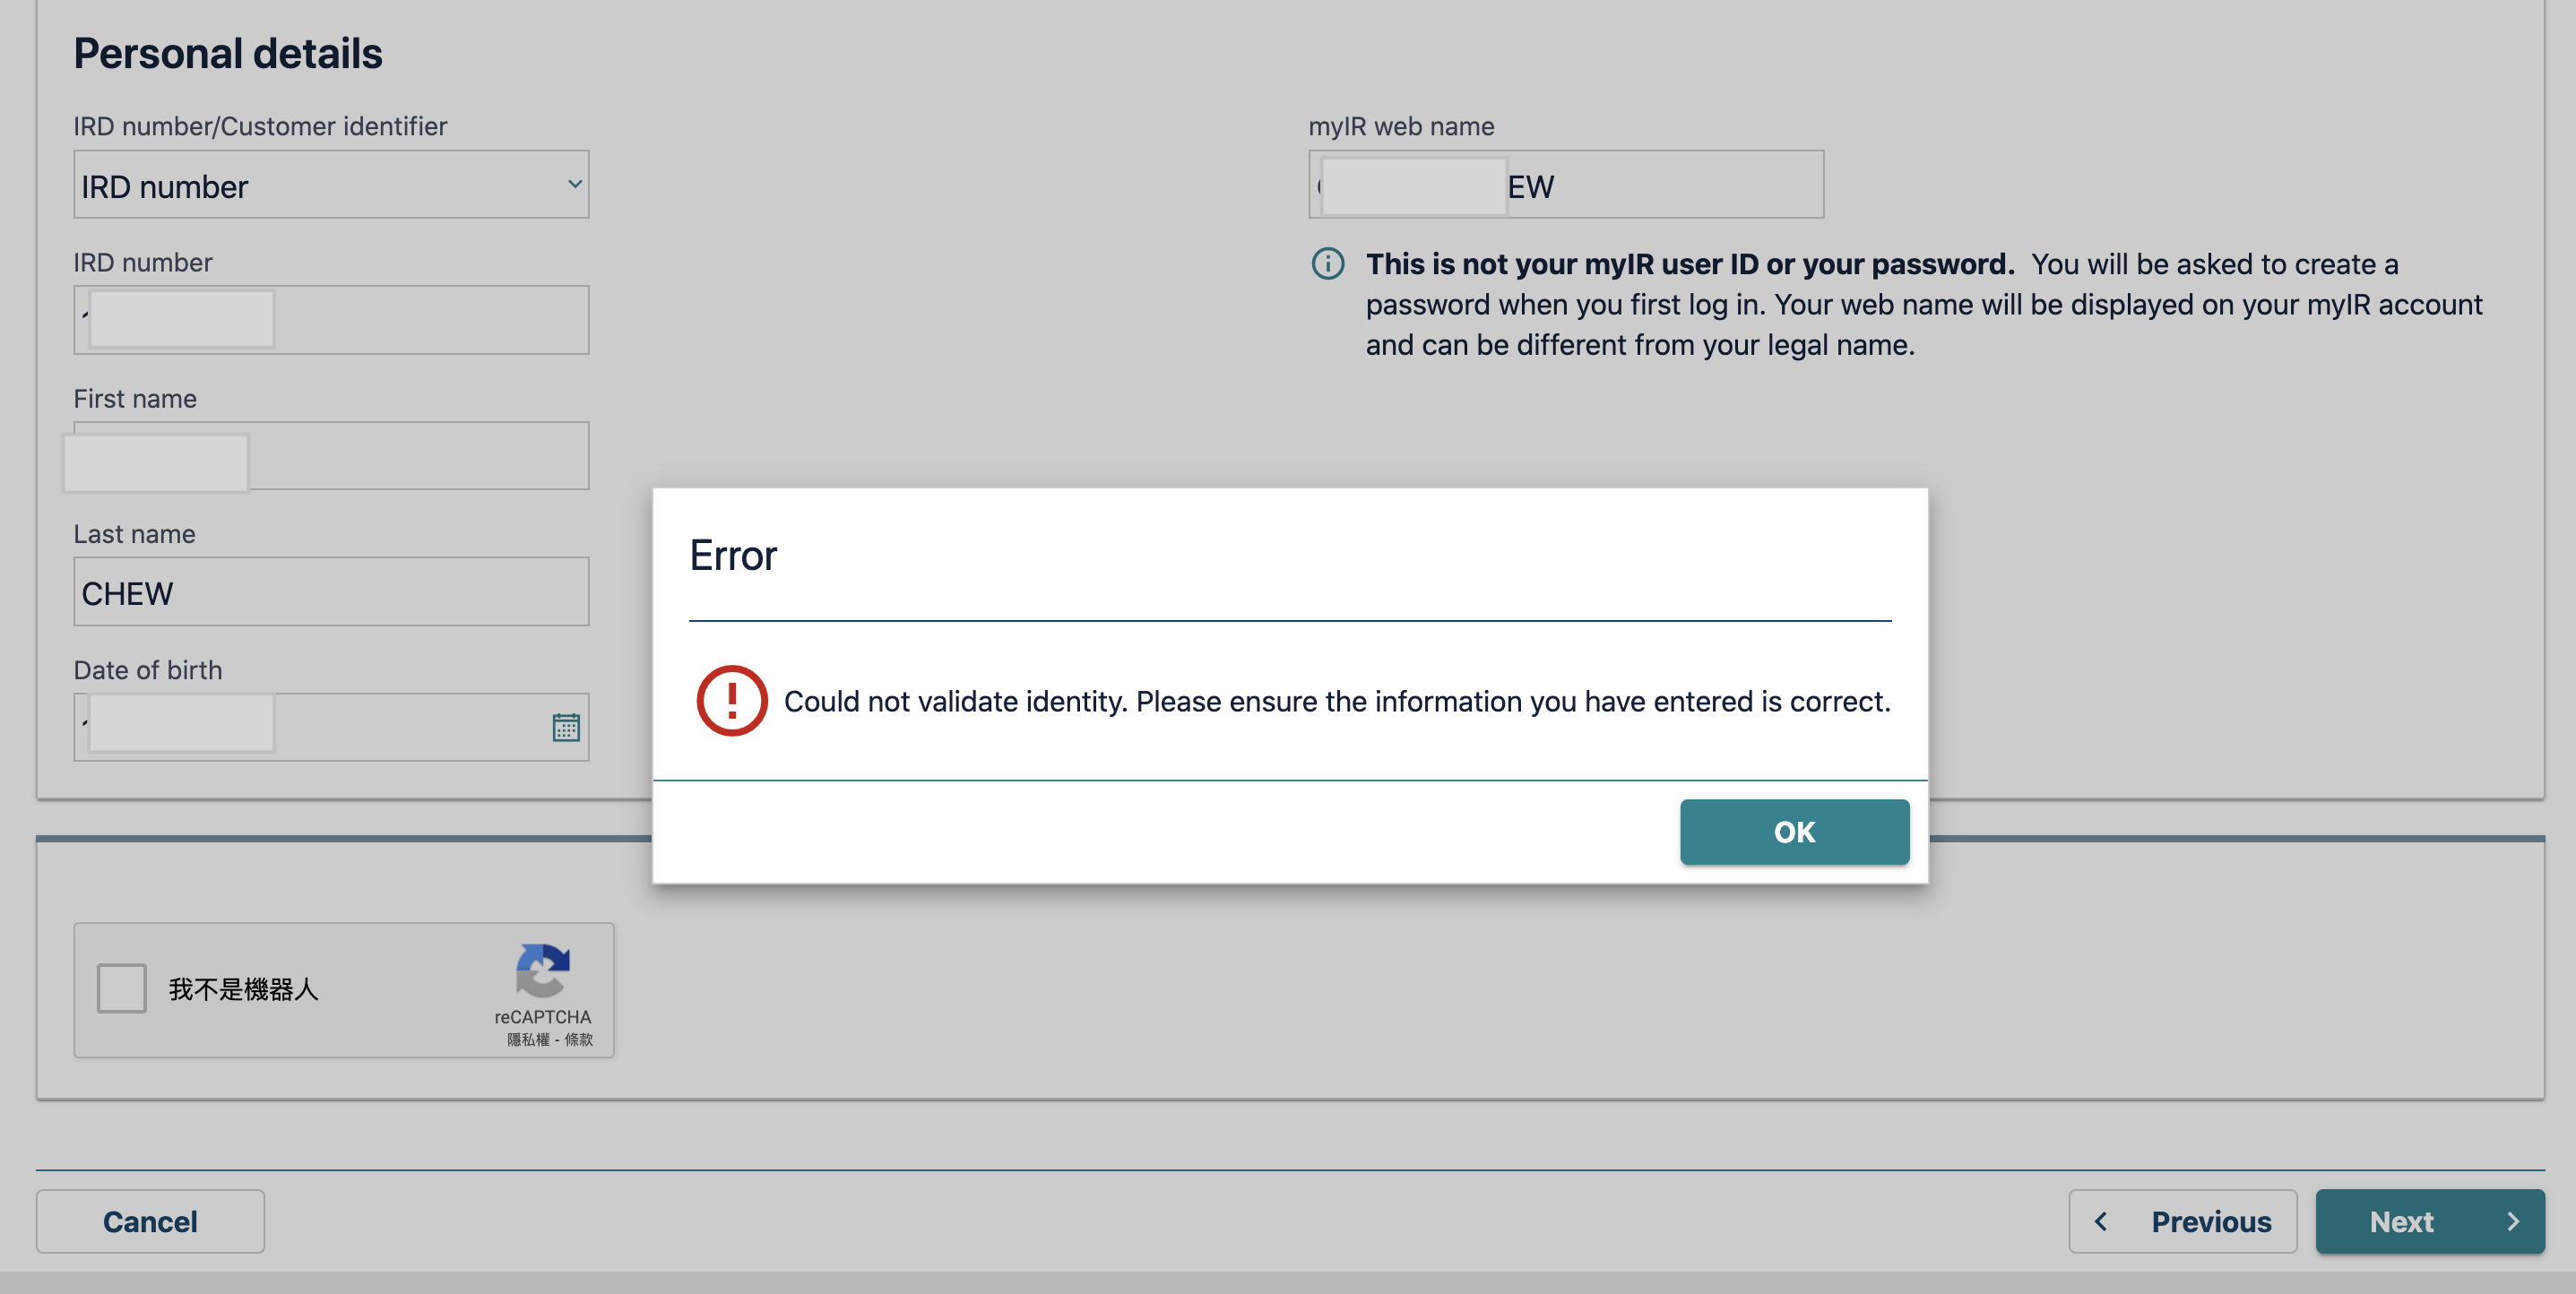 Personal details
IRD number/Customer identifier
IRD number
IRD number
First name
Last name
CHEW
Date of birth
myIR web name
EW
This is not your myIR user ID or your password. You will be asked to create a
password when you first log in. Your web name will be displayed on your myIR account
and can be different from your legal name.
Error
Could not validate identity. Please ensure the information you have entered is correct.
OK
我不是機器人
reCAPTCHA
隱私權 - 條款
Cancel
Previous
Next